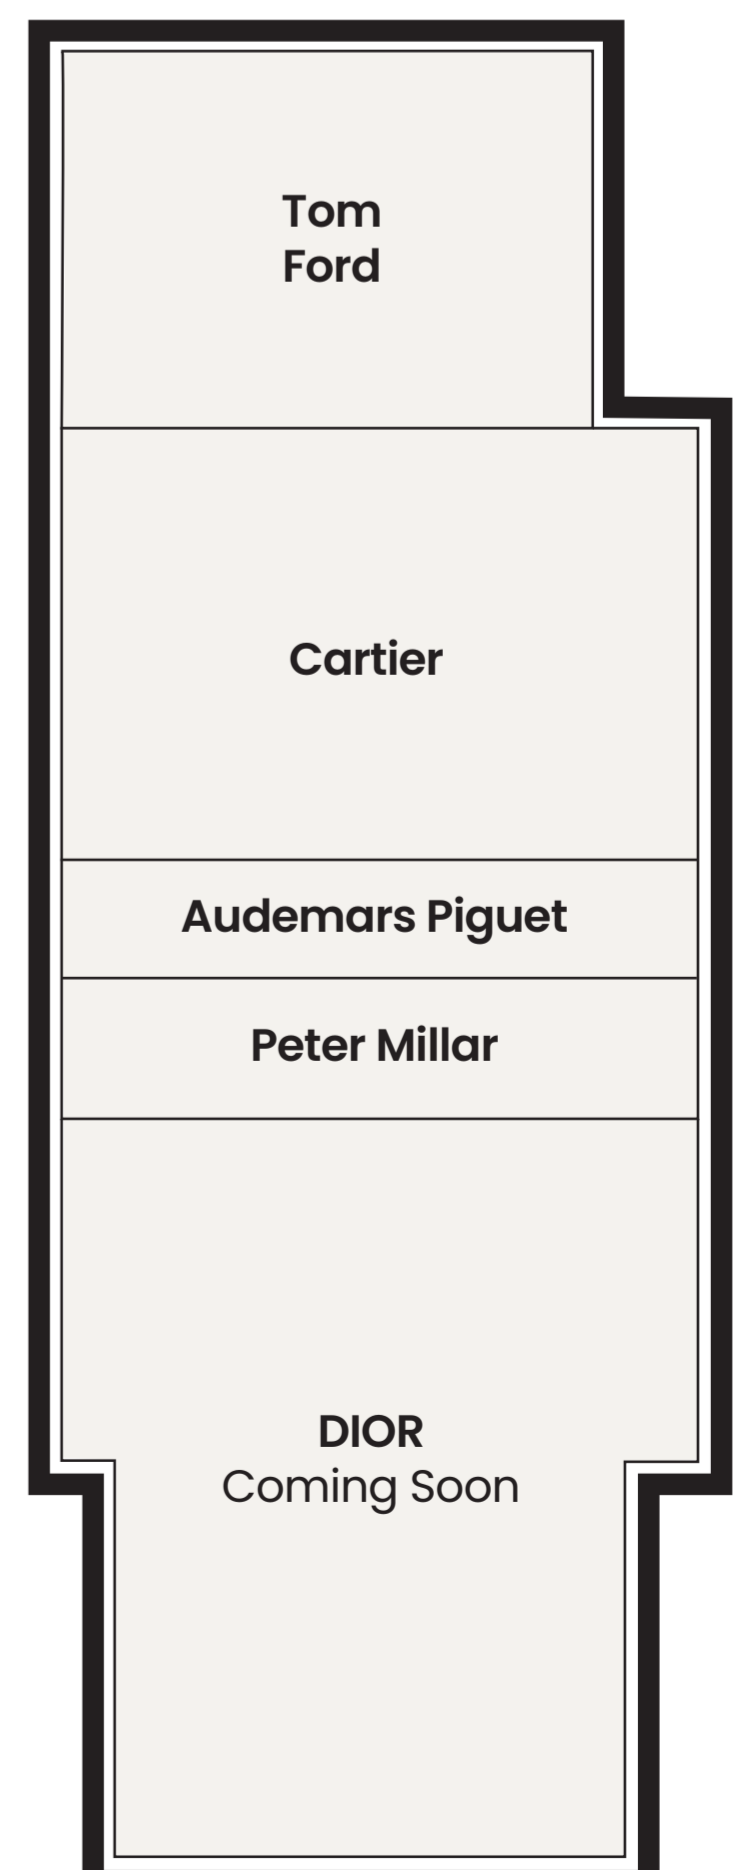 Tom
Ford
Cartier
Audemars Piguet
Peter Millar
DIOR
Coming Soon